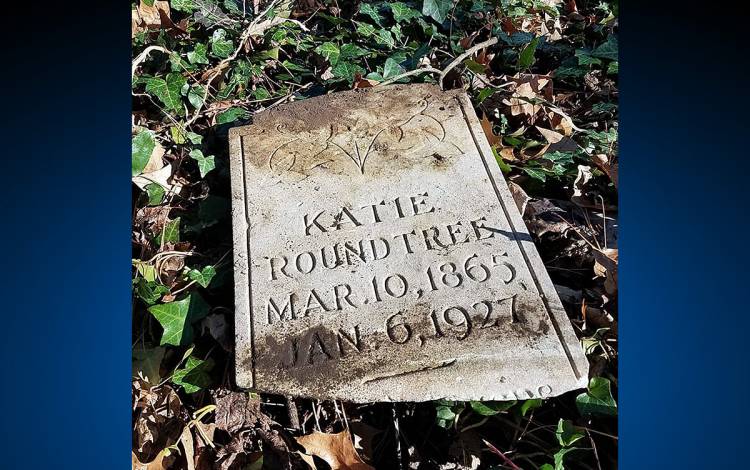 KATIE
ROUNDTREE
MAR.10,1865,
JAN.6,1927